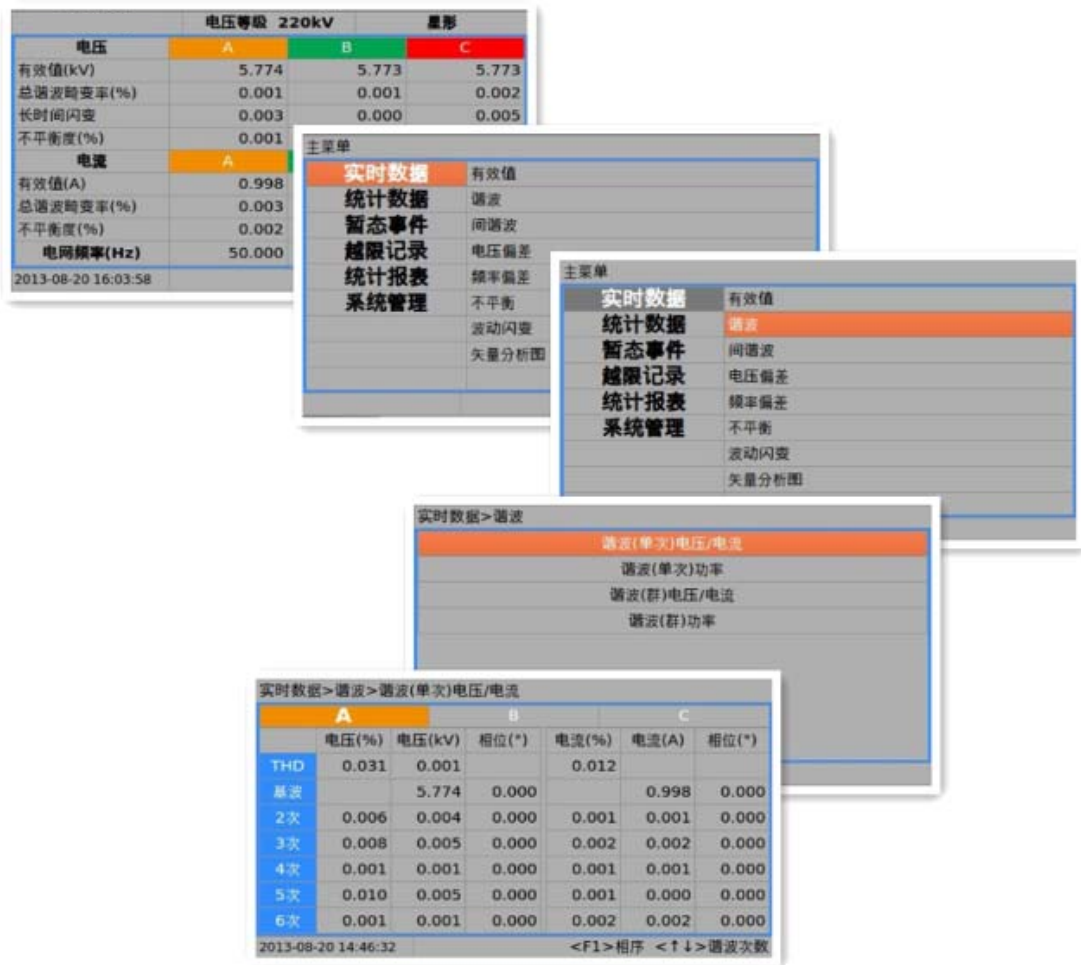 电压等级 220kV 星形
电压 A B C
有效值(kV) 5.774 5.773 5.773
总谐波畸变率(%) 0.001 0.001 0.002
长时间闪变 0.003 0.000 0.005
不平衡度(%) 0.001
电流 A
有效值(A) 0.998
总谐波畸变率(%) 0.003
不平衡度(%) 0.002
电网频率(Hz) 50.000
2013-08-20 16:03:58
主菜单
实时数据 有效值
统计数据 谐波
暂态事件 间谐波
越限记录 电压偏差
统计报表 频率偏差
系统管理 不平衡
波动闪变
矢量分析图
主菜单
实时数据 有效值
统计数据 谐波
暂态事件 间谐波
越限记录 电压偏差
统计报表 频率偏差
系统管理 不平衡
波动闪变
矢量分析图
实时数据>谐波
谐波(单次)电压/电流
谐波(单次)功率
谐波(群)电压/电流
谐波(群)功率
实时数据>谐波>谐波(单次)电压/电流
A B C
电压(%) 电压(kV) 相位(°) 电流(%) 电流(A) 相位(°)
THD 0.031 0.001 0.012
基波 5.774 0.000 0.998 0.000
2次 0.006 0.004 0.000 0.001 0.001 0.000
3次 0.008 0.005 0.000 0.002 0.002 0.000
4次 0.001 0.001 0.000 0.001 0.001 0.000
5次 0.010 0.005 0.000 0.001 0.000 0.000
6次 0.001 0.001 0.000 0.002 0.002 0.000
2013-08-20 14:46:32 <F1>相序 <↑↓>谐波次数